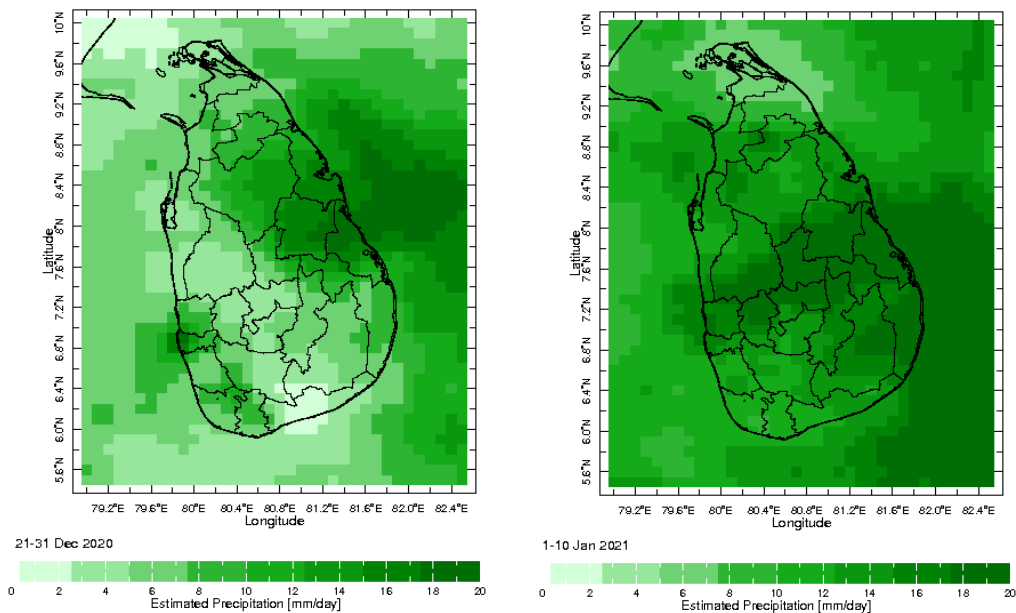 10°N
9.6°N
9.2°N
8.8°N
8.4°N
8°N
7.6°N
7.2°N
6.8°N
6.4°N
6.0°N
5.6°N
Latitude
79.2°E 79.6°E 80°E 80.4°E 80.8°E 81.2°E 81.6°E 82.0°E 82.4°E
Longitude
21-31 Dec 2020
0 2 4 6 8 10 12 14 16 18 20
Estimated Precipitation [mm/day]
10°N
9.6°N
9.2°N
8.8°N
8.4°N
8°N
7.6°N
7.2°N
6.8°N
6.4°N
6.0°N
5.6°N
Latitude
79.2°E 79.6°E 80°E 80.4°E 80.8°E 81.2°E 81.6°E 82.0°E 82.4°E
Longitude
1-10 Jan 2021
0 2 4 6 8 10 12 14 16 18 20
Estimated Precipitation [mm/day]